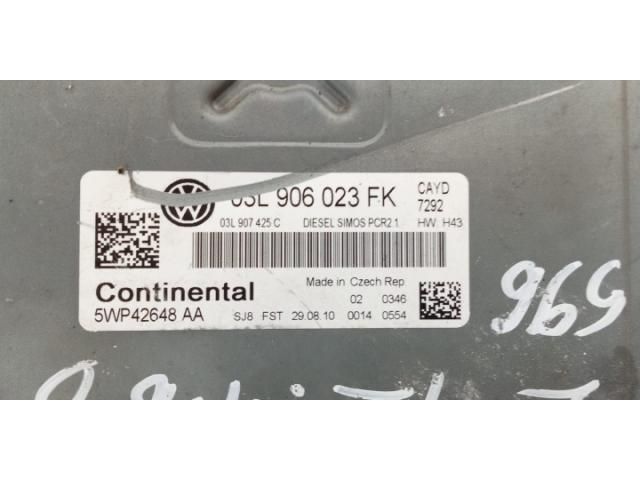 03L 906 023 FK CAYD
7292
03L 907 425 C DIESEL SIMOS PCR2.1 HW: H43
Made in Czech Rep
Continental 02 0346
5WP42648 AA SJ8 FST 29.08.10 0014 0554
596